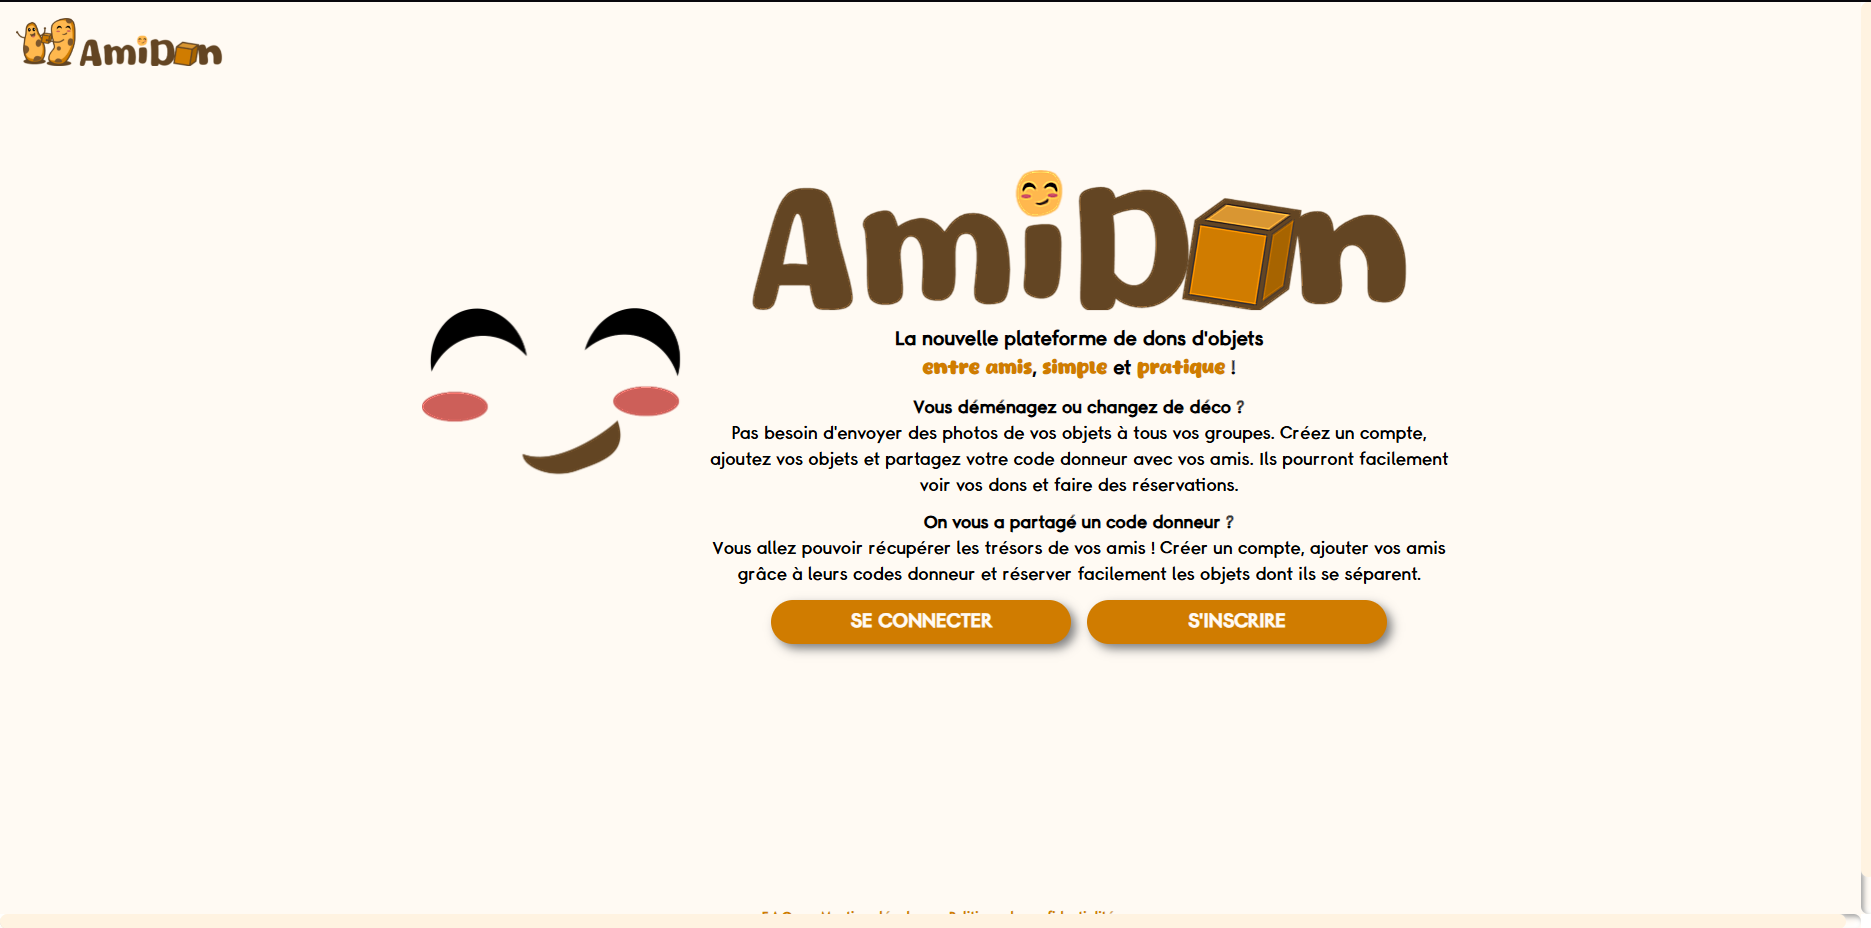 AmiDon
AmiDon
La nouvelle plateforme de dons d'objets
entre amis, simple et pratique !
Vous déménagez ou changez de déco ?
Pas besoin d'envoyer des photos de vos objets à tous vos groupes. Créez un compte,
ajoutez vos objets et partagez votre code donneur avec vos amis. Ils pourront facilement
voir vos dons et faire des réservations.
On vous a partagé un code donneur ?
Vous allez pouvoir récupérer les trésors de vos amis ! Créer un compte, ajouter vos amis
grâce à leurs codes donneur et réserver facilement les objets dont ils se séparent.
SE CONNECTER
S'INSCRIRE